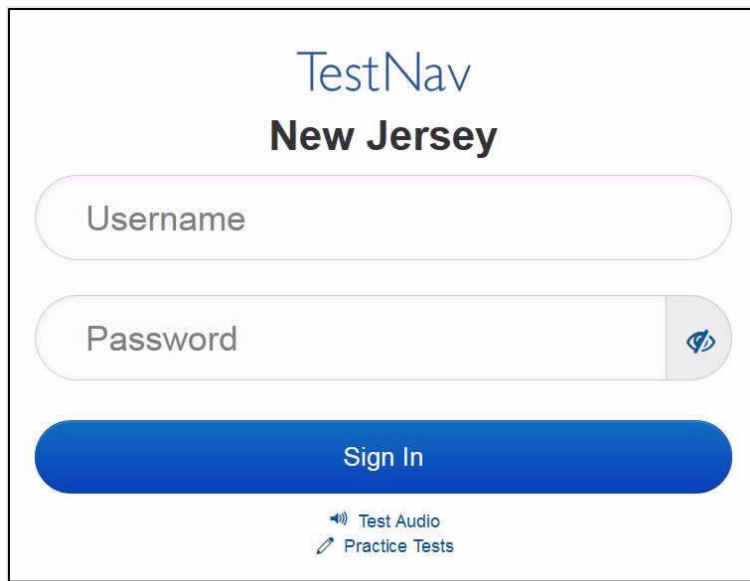 TestNav
New Jersey
Username
Password
Sign In
Test Audio
Practice Tests